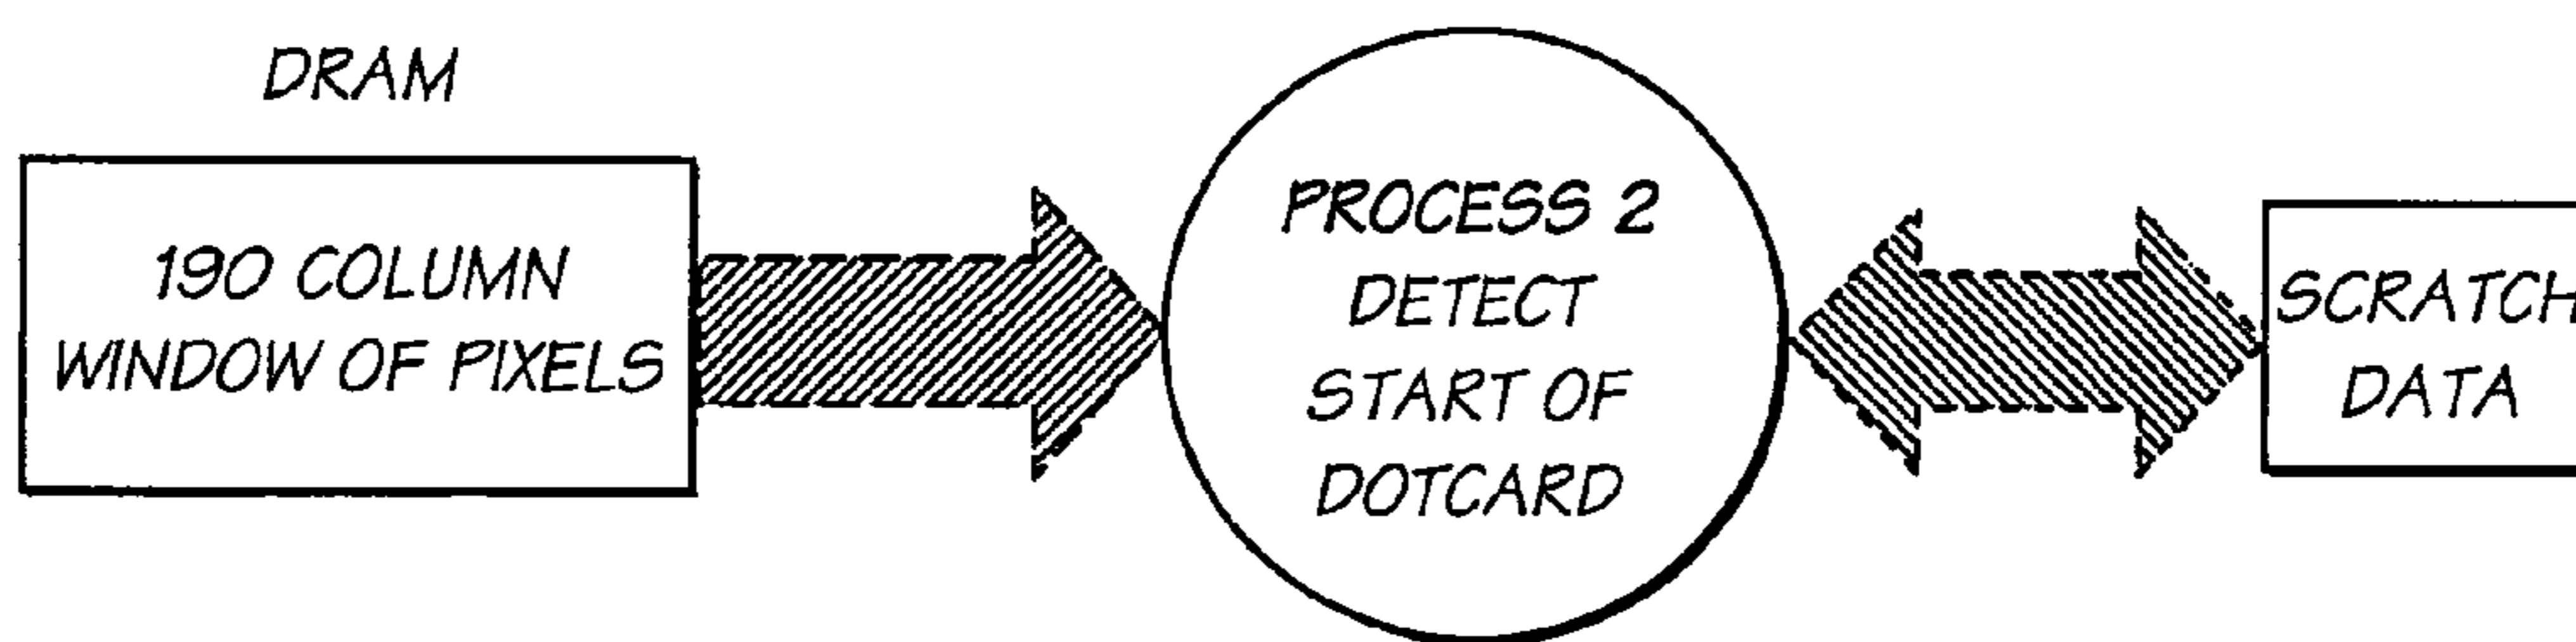 DRAM
190 COLUMN
WINDOW OF PIXELS
PROCESS 2
DETECT
START OF
DOTCARD
SCRATCH
DATA